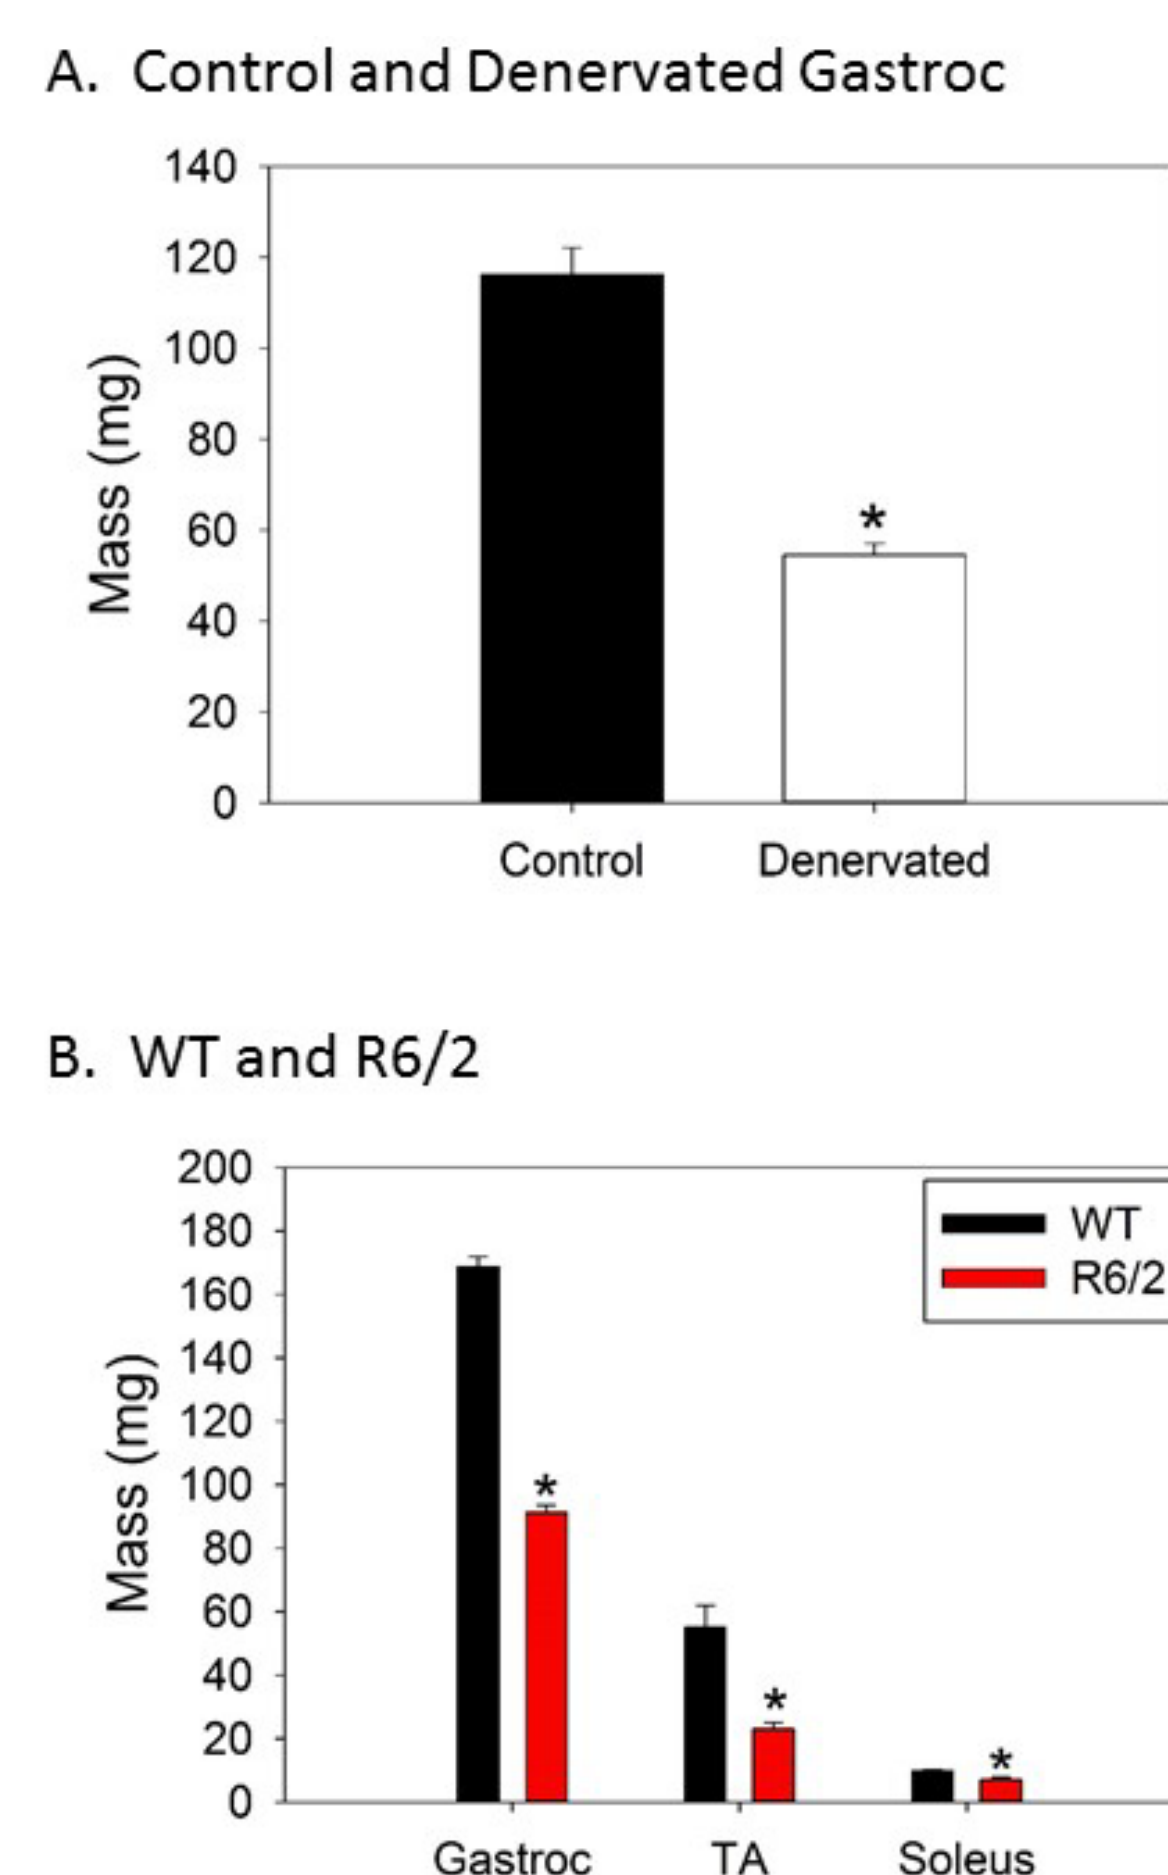 A. Control and Denervated Gastroc
140
120
100
80
60
40
20
0
Mass (mg)
*
Control Denervated
B. WT and R6/2
200
180
160
140
120
100
80
60
40
20
0
Mass (mg)
WT
R6/2
*
*
*
Gastroc TA Soleus